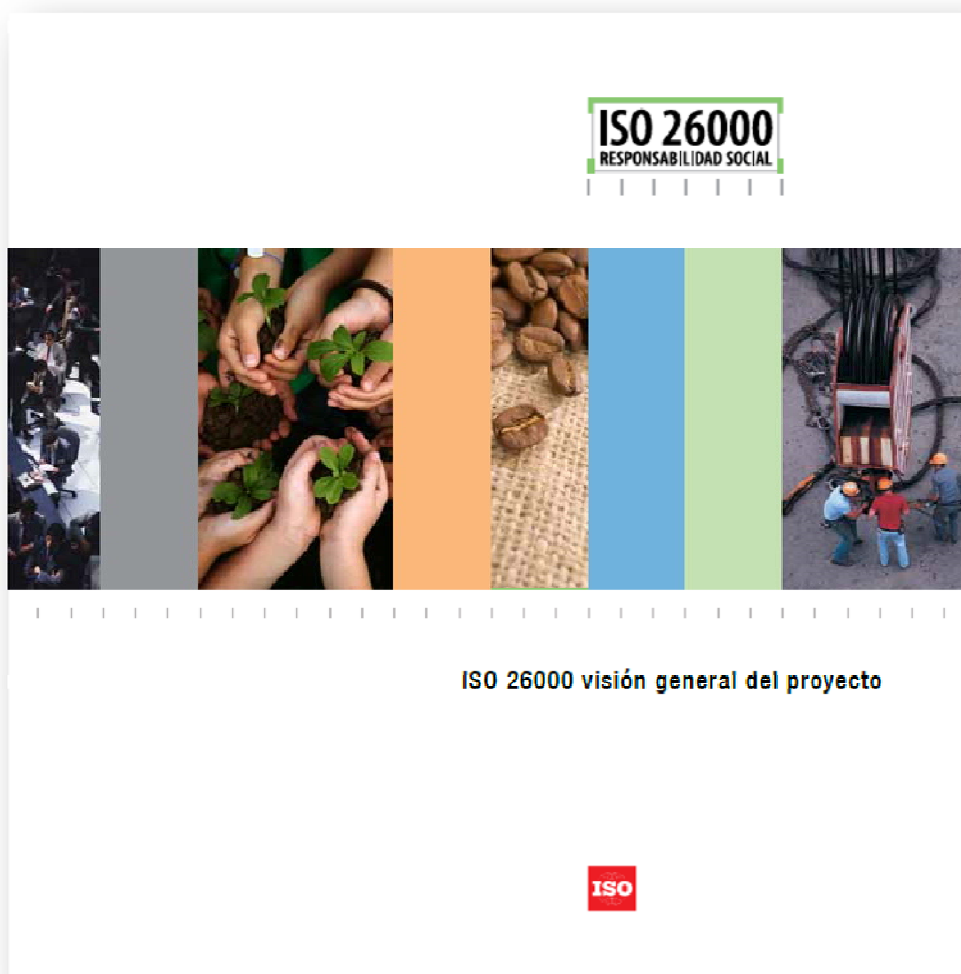 ISO 26000
RESPONSABILIDAD SOCIAL
ISO 26000 visión general del proyecto
ISO